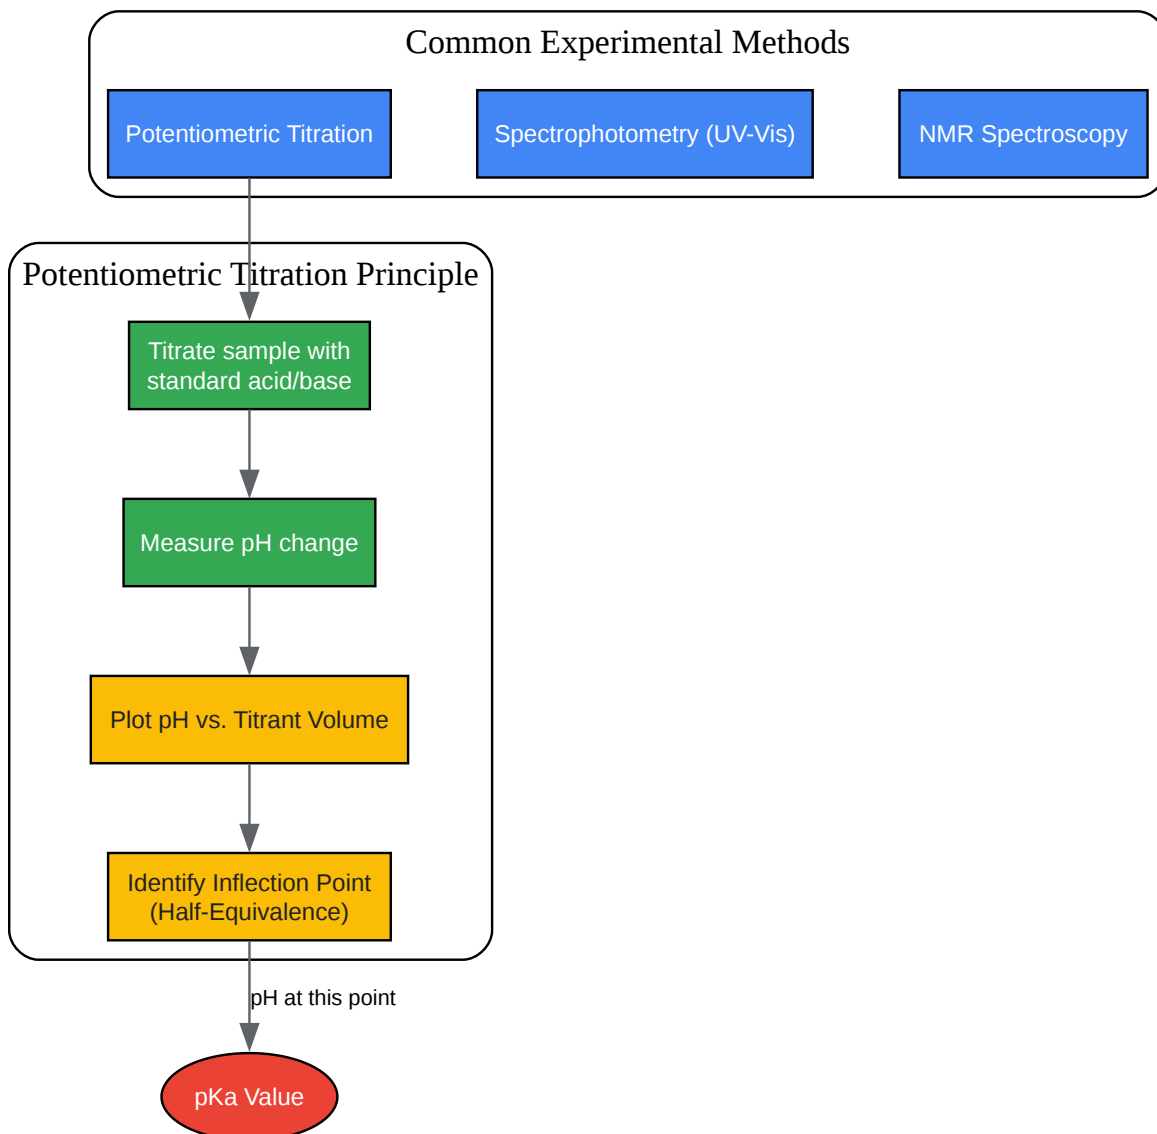 Common Experimental Methods
Potentiometric Titration
Spectrophotometry (UV-Vis)
NMR Spectroscopy
Potentiometric Titration Principle
Titrate sample with
standard acid/base
Measure pH change
Plot pH vs. Titrant Volume
Identify Inflection Point
(Half-Equivalence)
pH at this point
pKa Value